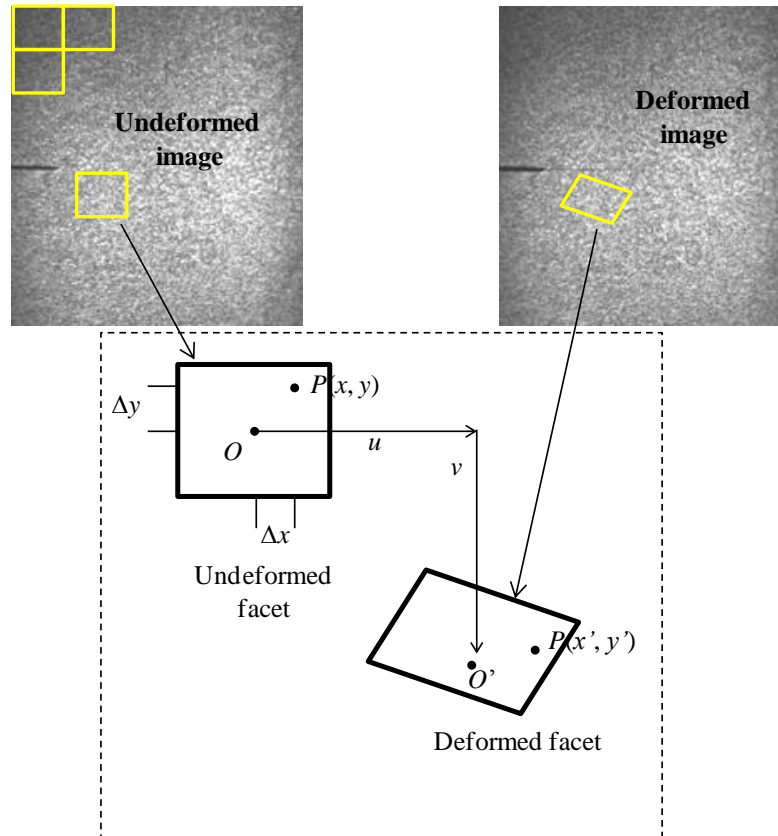 Undeformed
image
Deformed
image
P(x, y)
Δy
O
u
v
Δx
Undeformed
facet
P(x', y')
O'
Deformed facet